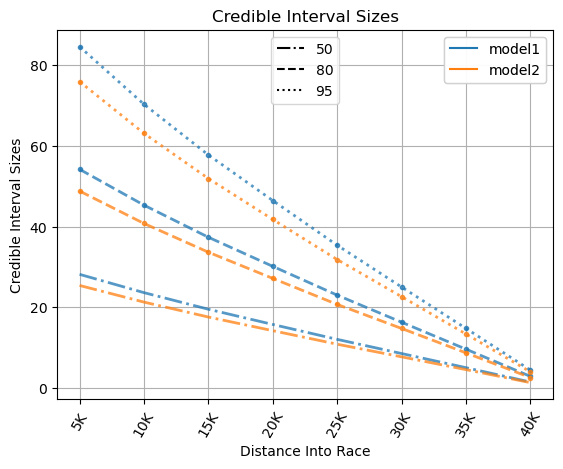 Credible Interval Sizes
50
80
95
model1
model2
Credible Interval Sizes
80
60
40
20
0
5K
10K
15K
20K
25K
30K
35K
40K
Distance Into Race